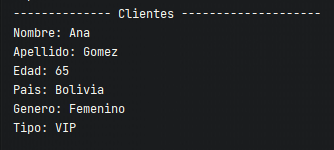 -------------- Clientes --------------------
Nombre: Ana
Apellido: Gomez
Edad: 65
Pais: Bolivia
Genero: Femenino
Tipo: VIP